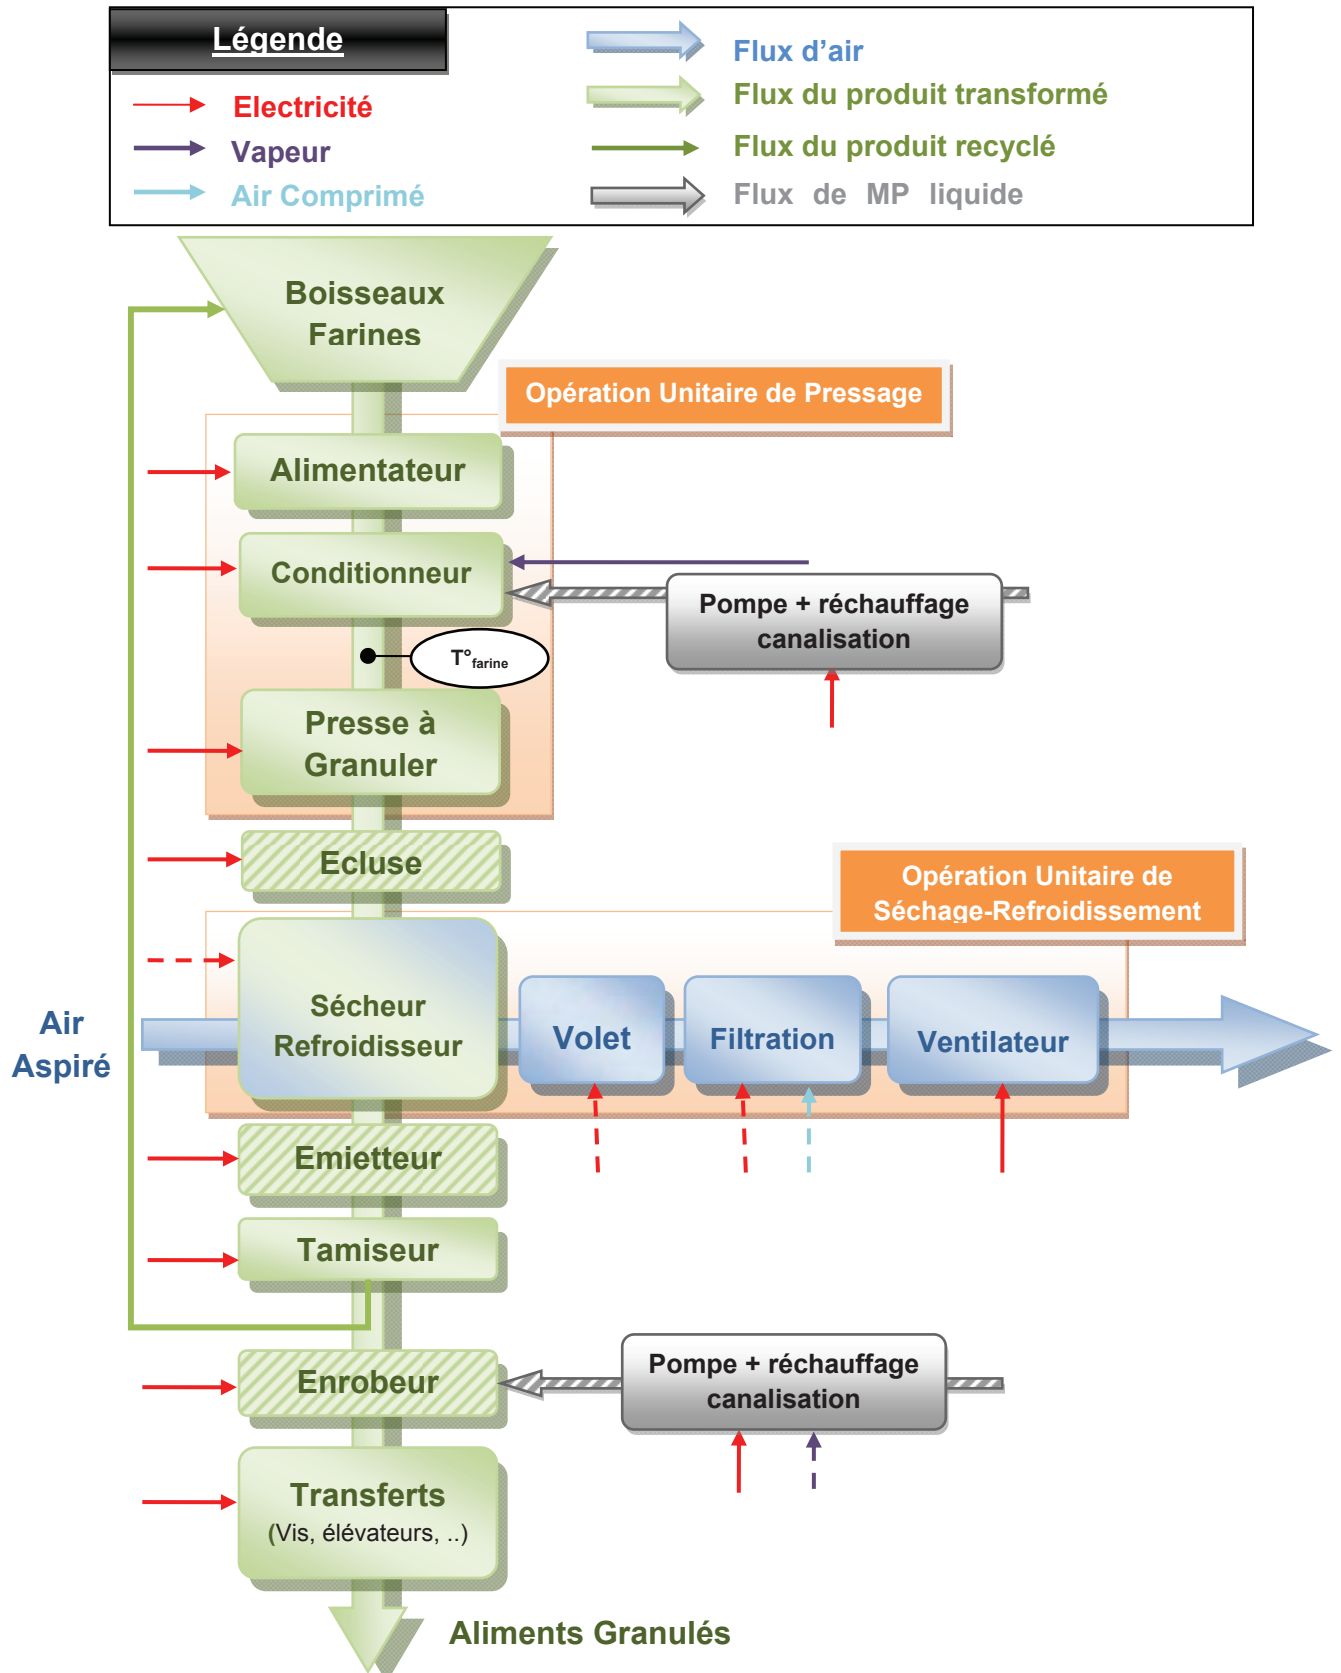 Légende
Electricité
Vapeur
Air Comprimé
Flux d’air
Flux du produit transformé
Flux du produit recyclé
Flux de MP liquide
Boisseaux
Farines
Opération Unitaire de Pressage
Alimentateur
Conditionneur
Pompe + réchauffage
canalisation
T°farine
Presse à
Granuler
Ecluse
Opération Unitaire de
Séchage-Refroidissement
Air
Aspiré
Sécheur
Refroidisseur
Volet
Filtration
Ventilateur
Emietteur
Tamiseur
Enrobeur
Pompe + réchauffage
canalisation
Transferts
(Vis, élévateurs, ..)
Aliments Granulés